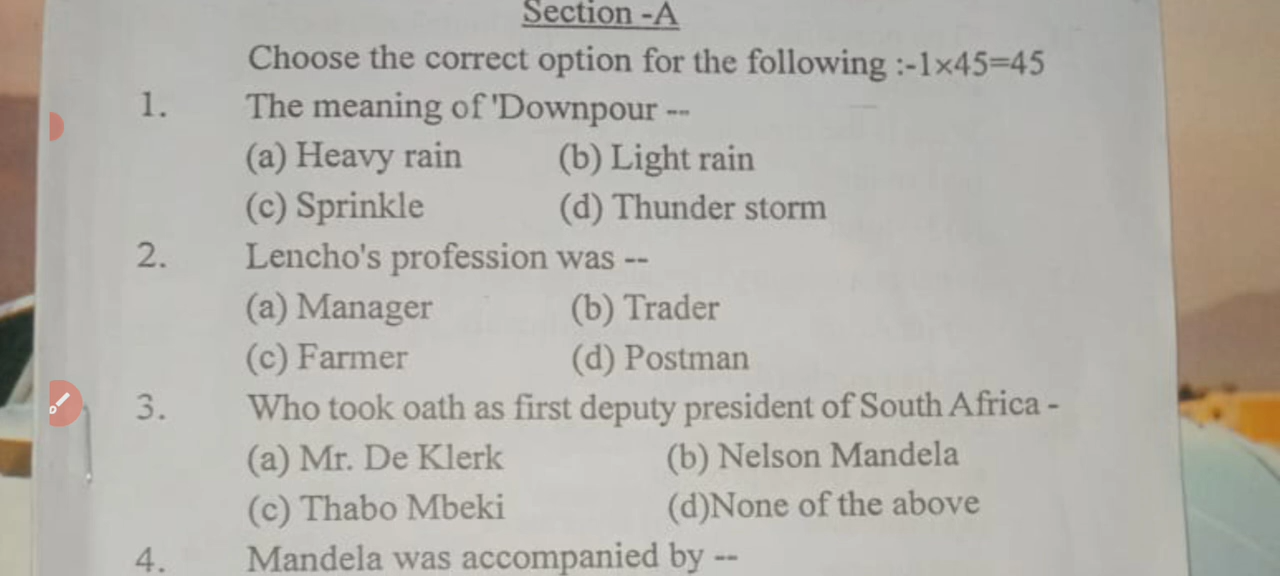 Section -A
Choose the correct option for the following :-1×45=45
1. The meaning of 'Downpour --
(a) Heavy rain (b) Light rain
(c) Sprinkle (d) Thunder storm
2. Lencho's profession was --
(a) Manager (b) Trader
(c) Farmer (d) Postman
3. Who took oath as first deputy president of South Africa -
(a) Mr. De Klerk (b) Nelson Mandela
(c) Thabo Mbeki (d)None of the above
4. Mandela was accompanied by --